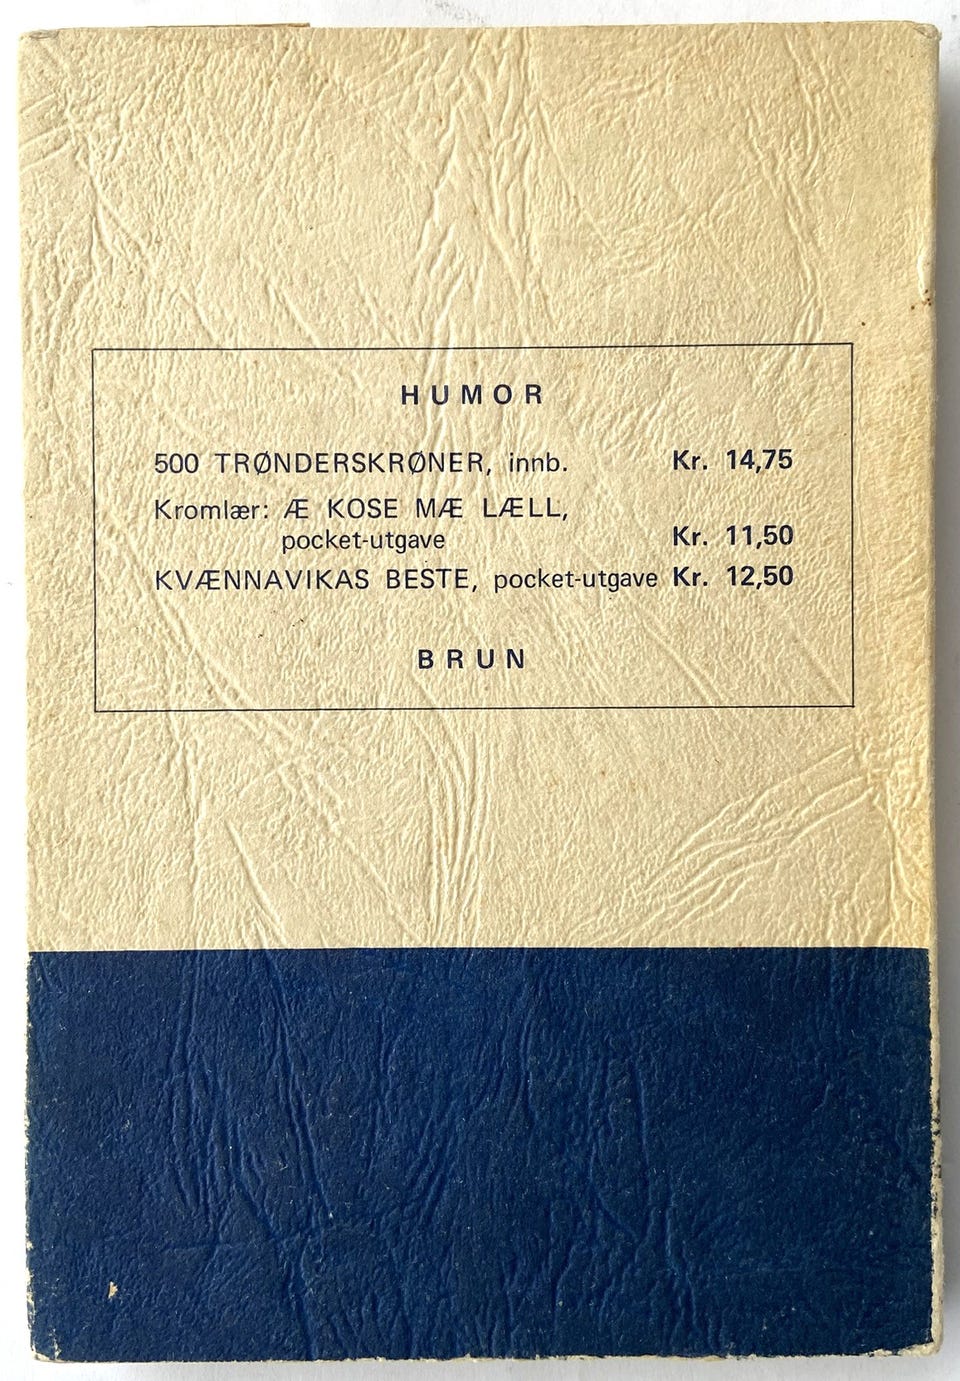 HUMOR
500 TRØNDERSKRØNER, innb. Kr. 14,75
Kromlær: Æ KOSE MÆ LÆLL,
pocket-utgave Kr. 11,50
KVÆNNAVIKAS BESTE, pocket-utgave Kr. 12,50
BRUN